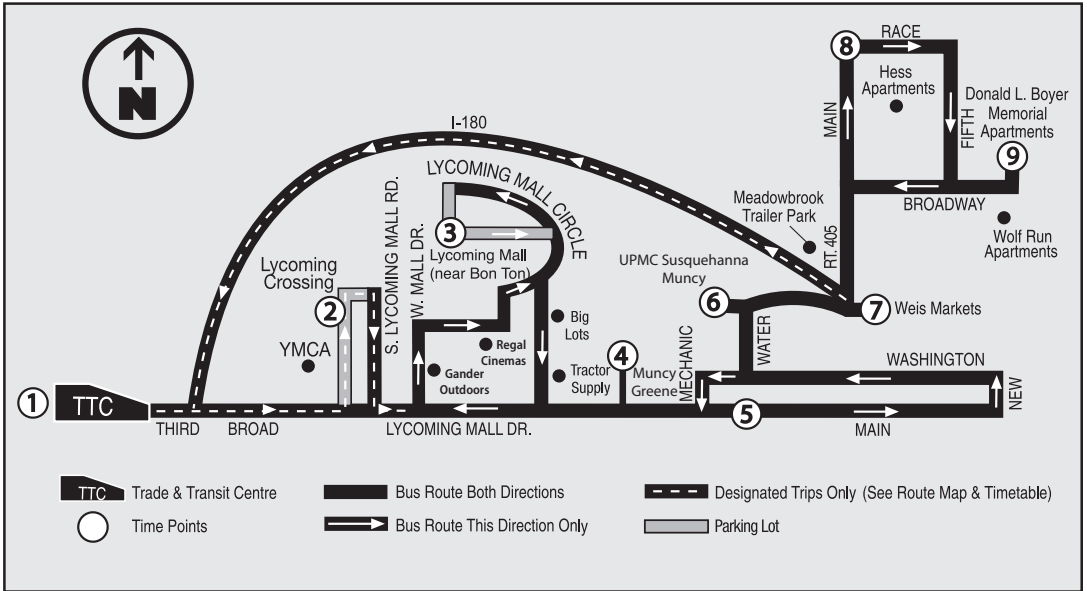 N
I-180
8
RACE
MAIN
Hess
Apartments
FIFTH
Donald L. Boyer
Memorial
Apartments
9
BROADWAY
Wolf Run
Apartments
Meadowbrook
Trailer Park
RT. 405
LYCOMING MALL CIRCLE
3
Lycoming Mall
(near Bon Ton)
UPMC Susquehanna
Muncy
6
7
Weis Markets
Lycoming
Crossing
2
S. LYCOMING MALL RD.
W. MALL DR.
YMCA
Regal
Cinemas
Gander
Outdoors
Big
Lots
Tractor
Supply
4
Muncy
Greene
MECHANIC
WATER
WASHINGTON
NEW
1
TTC
THIRD
BROAD
LYCOMING MALL DR.
5
MAIN
TTC
Trade & Transit Centre
Bus Route Both Directions
Designated Trips Only (See Route Map & Timetable)
Time Points
Bus Route This Direction Only
Parking Lot